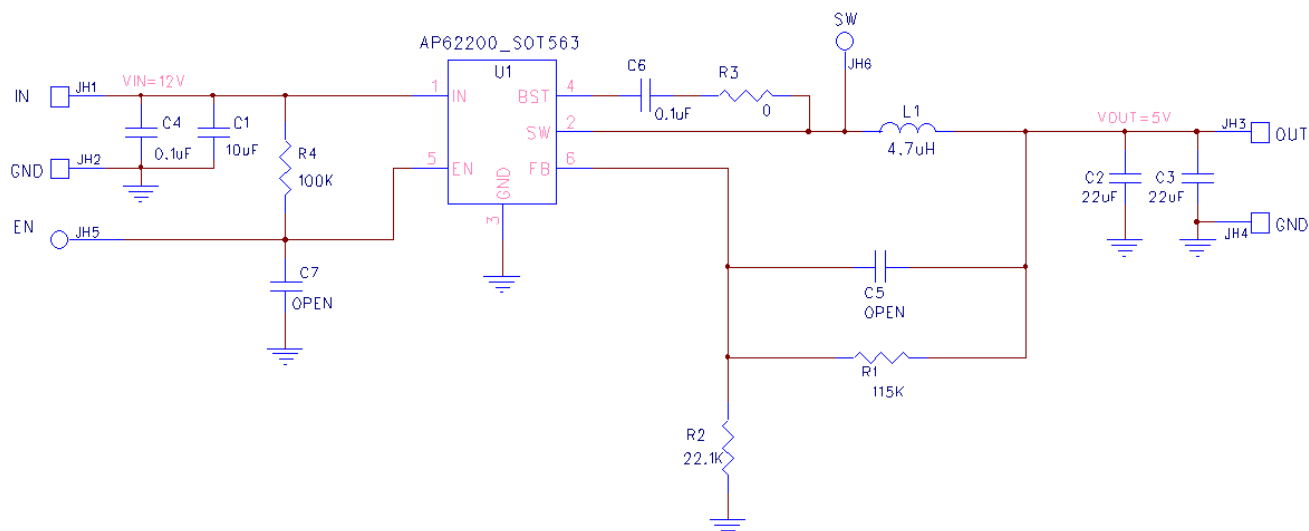 SW
AP62200_SOT563
U1
C6
R3
JH6
IN
JH1
VIN=12V
1
IN
BST
4
0.1uF
0
L1
C4
C1
SW
2
4.7uH
VOUT=5V
JH3
OUT
0.1uF
10uF
R4
100K
GND
JH2
5
EN
FB
6
GND
3
C2
22uF
C3
22uF
EN
JH5
JH4
GND
C7
OPEN
C5
OPEN
R1
115K
R2
22.1K